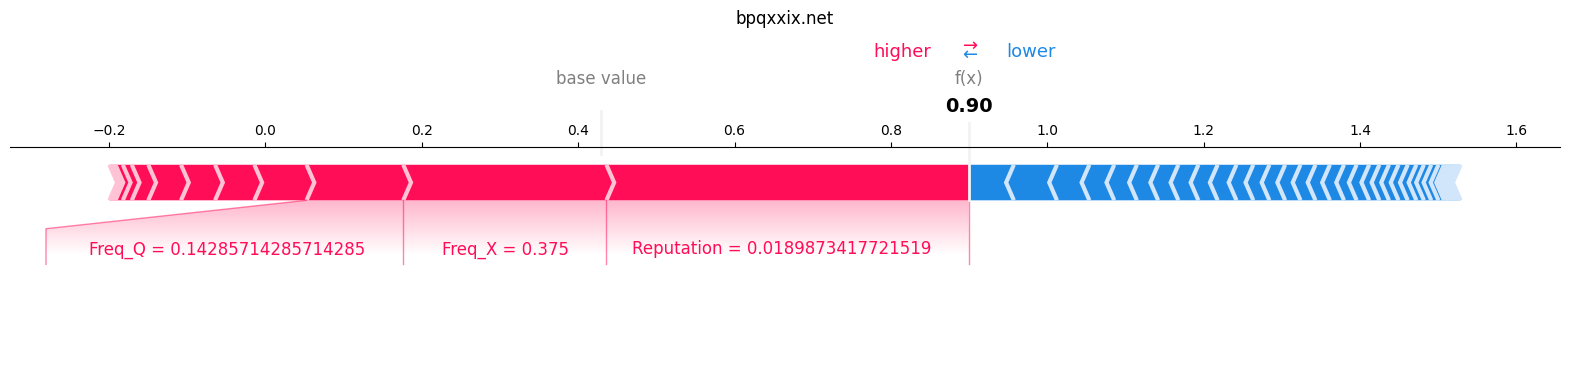 bpqxxix.net
higher → lower
←
base value f(x)
0.90
−0.2 0.0 0.2 0.4 0.6 0.8 1.0 1.2 1.4 1.6
Freq_Q = 0.14285714285714285 Freq_X = 0.375 Reputation = 0.0189873417721519